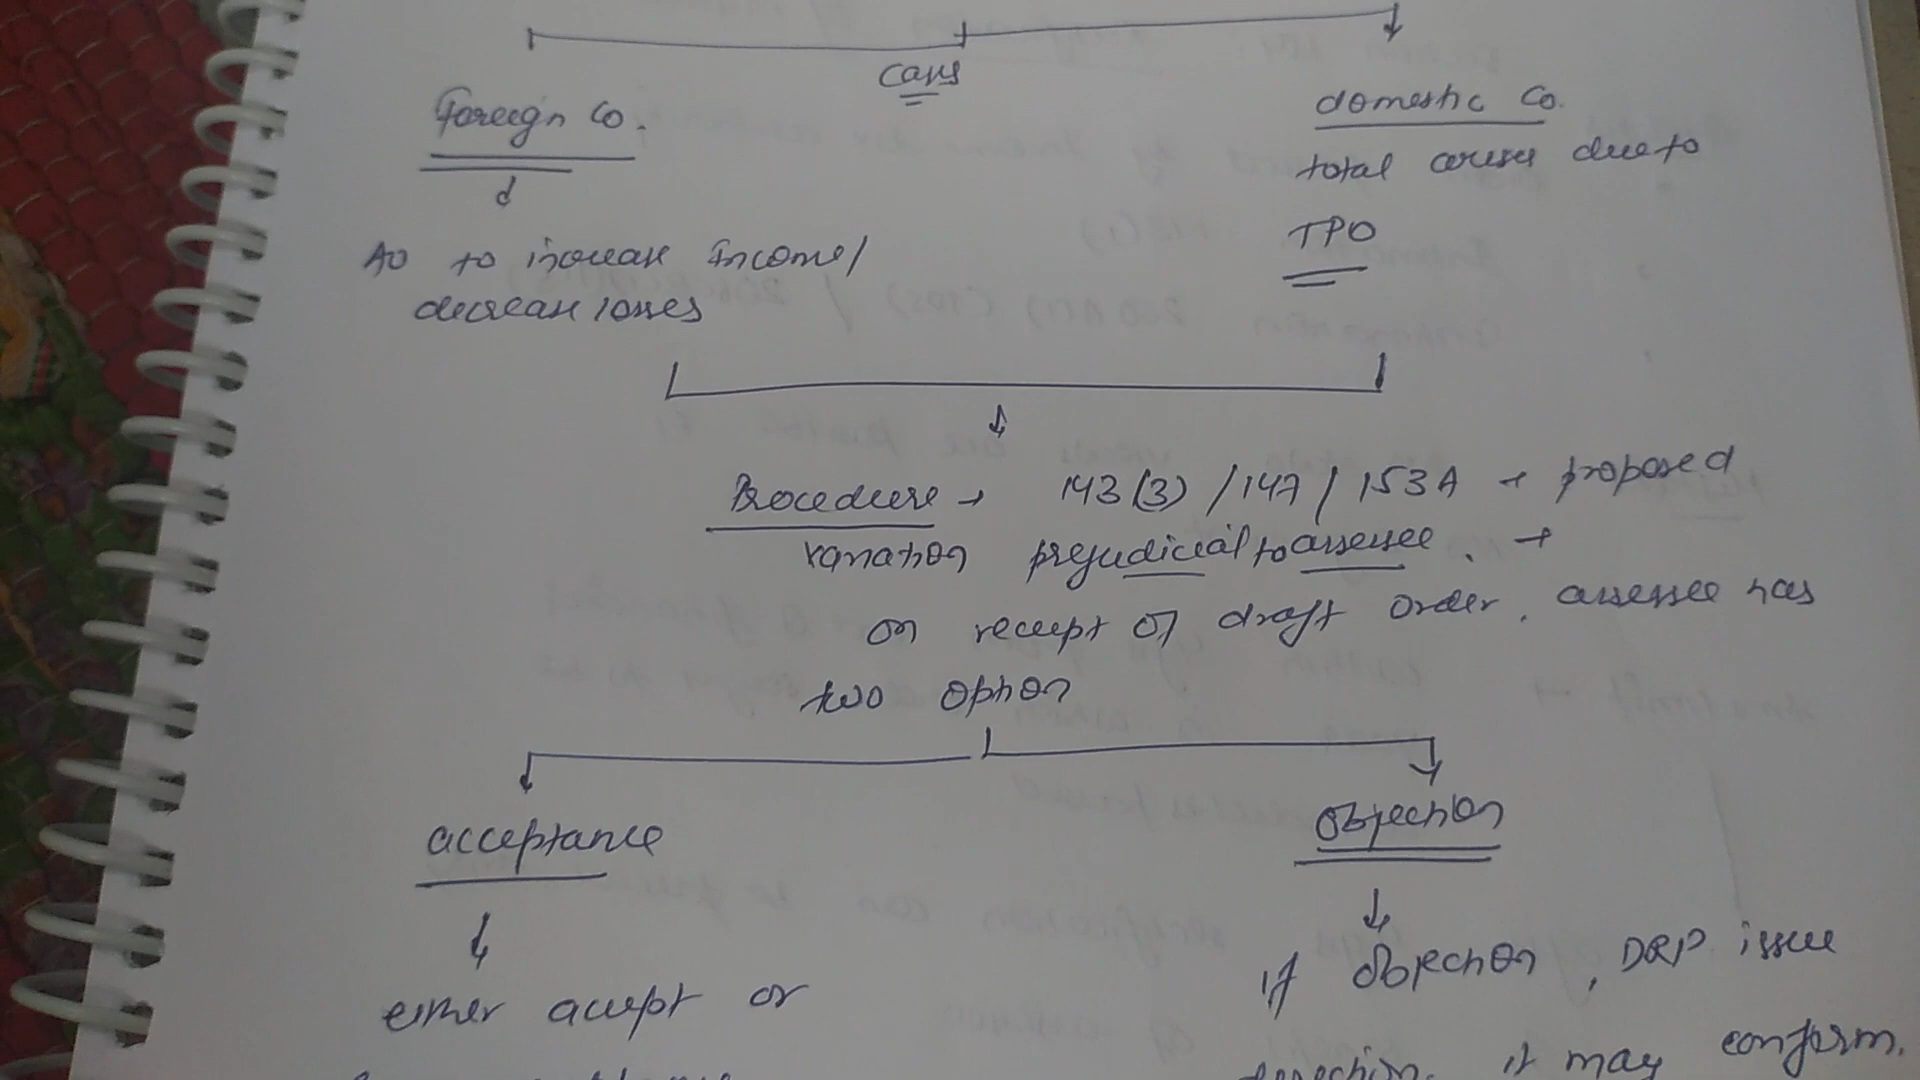 Cases
Foreign Co.
domestic Co.
total arises due to
TPO
AO to increase income/
decrease losses
Procedure → 143(3) / 147 / 153A → proposed
variation prejudicial to assessee. →
on receipt of draft order, assessee has
two option
acceptance
Objection
either accept or
if objection, DRP issue
it may conform.